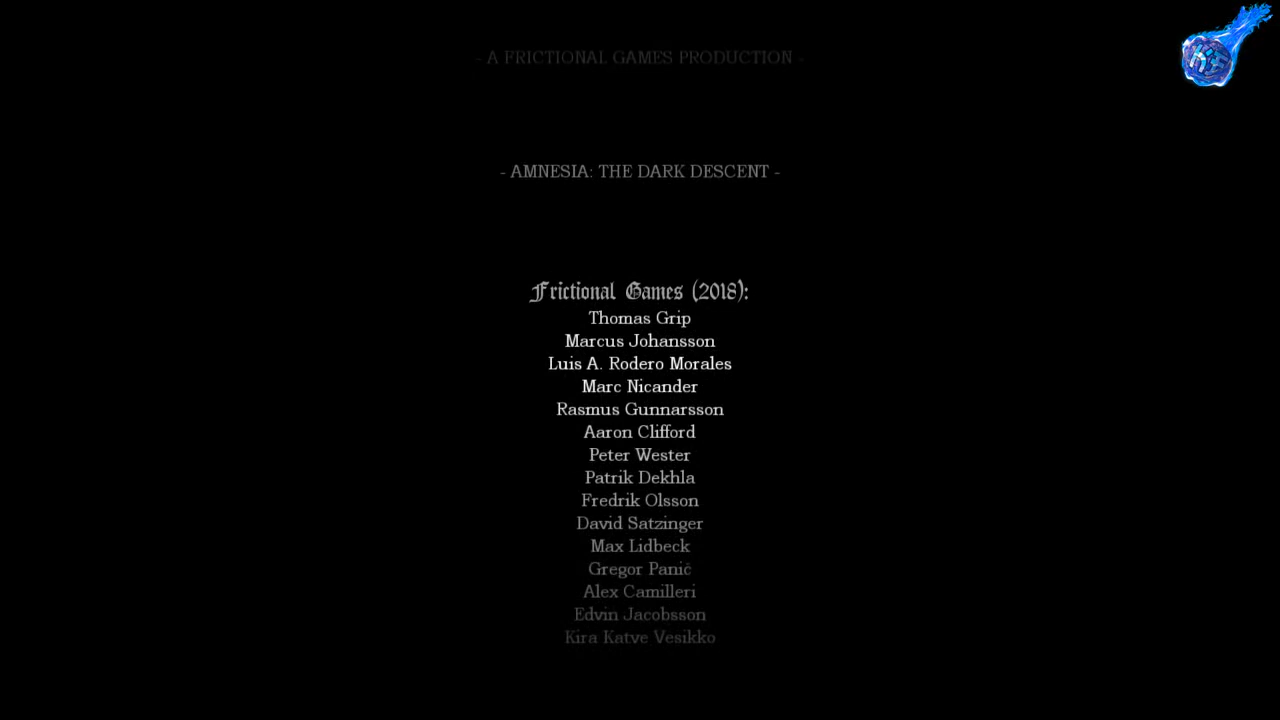 - A FRICTIONAL GAMES PRODUCTION -
- AMNESIA: THE DARK DESCENT -
Frictional Games (2018):
Thomas Grip
Marcus Johansson
Luis A. Rodero Morales
Marc Nicander
Rasmus Gunnarsson
Aaron Clifford
Peter Wester
Patrik Dekhla
Fredrik Olsson
David Satzinger
Max Lidbeck
Gregor Panič
Alex Camilleri
Edvin Jacobsson
Kira Katve Vesikko